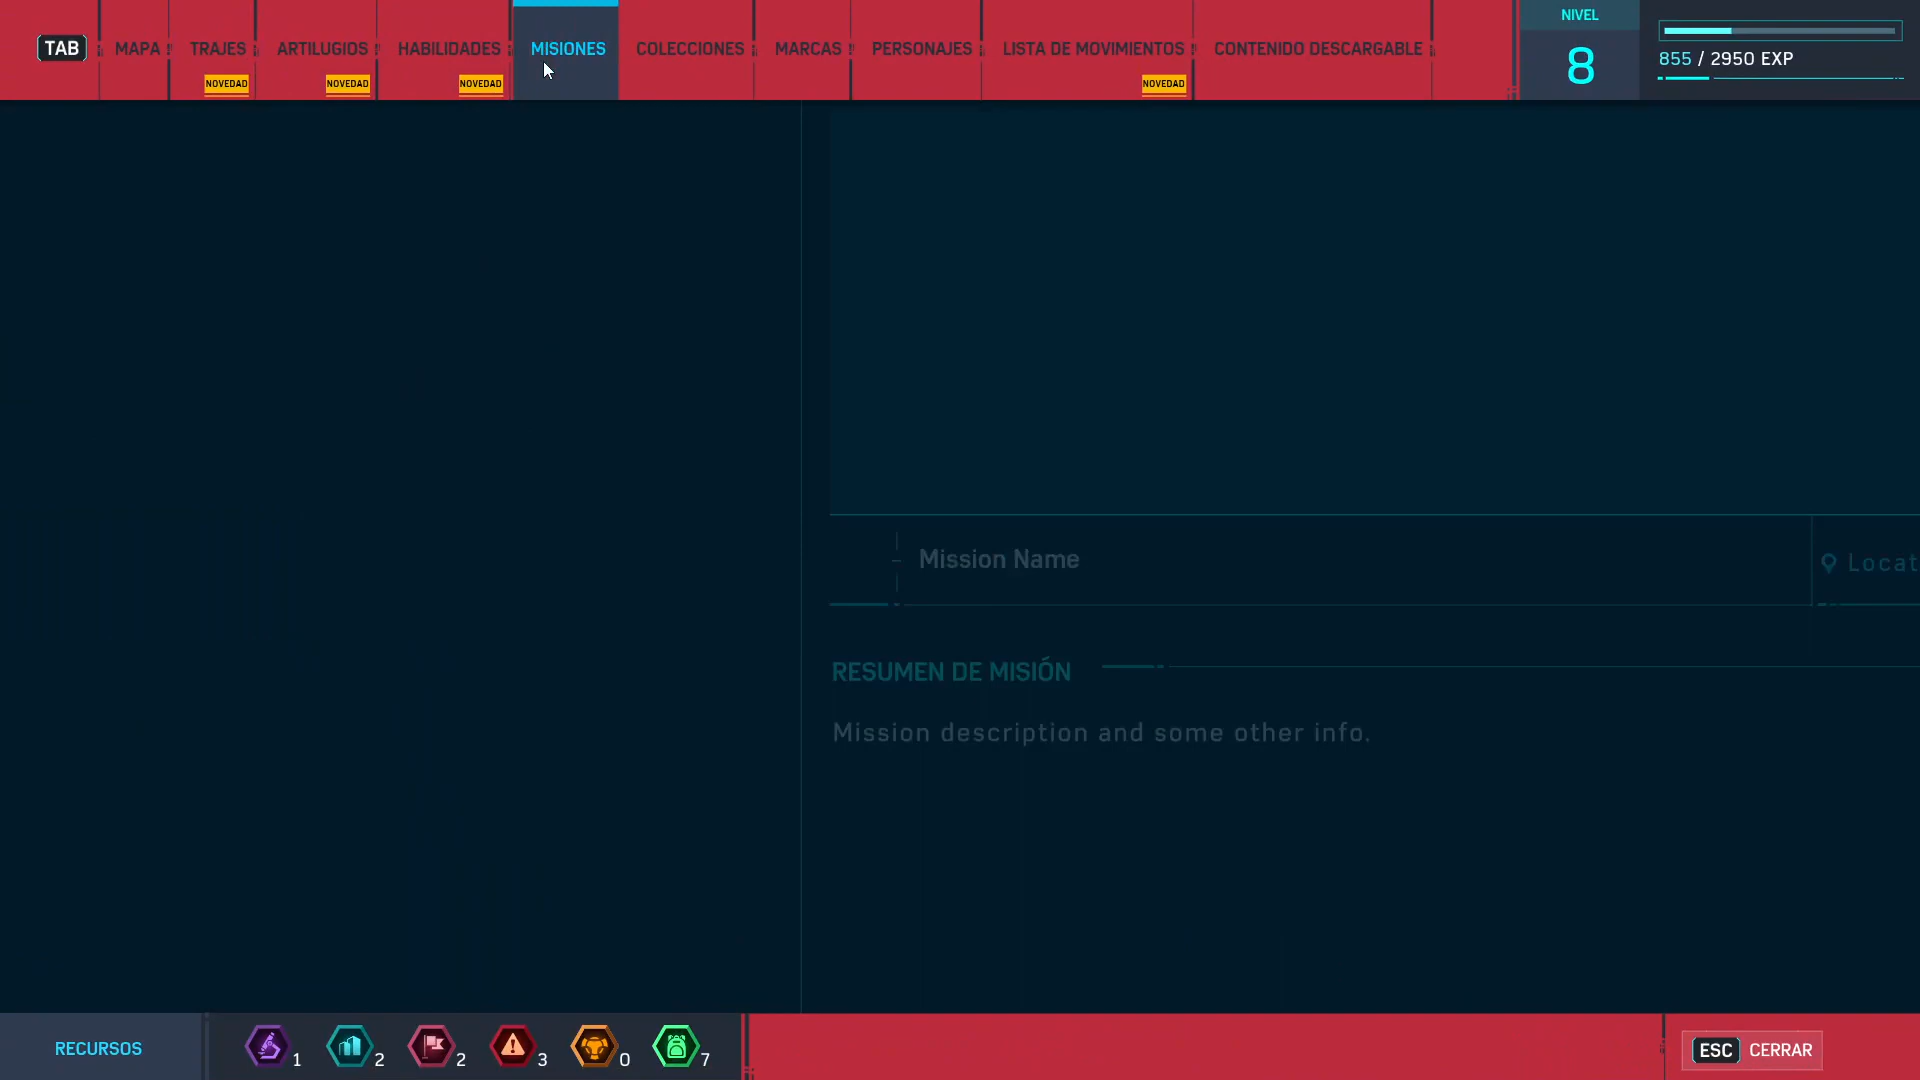 TAB MAPA TRAJES ARTILUGIOS HABILIDADES MISIONES COLECCIONES MARCAS PERSONAJES LISTA DE MOVIMIENTOS CONTENIDO DESCARGABLE
NOVEDAD NOVEDAD NOVEDAD NOVEDAD
NIVEL
8
855 / 2950 EXP
Mission Name
Locat
RESUMEN DE MISIÓN
Mission description and some other info.
RECURSOS 1 2 2 3 0 7
ESC CERRAR